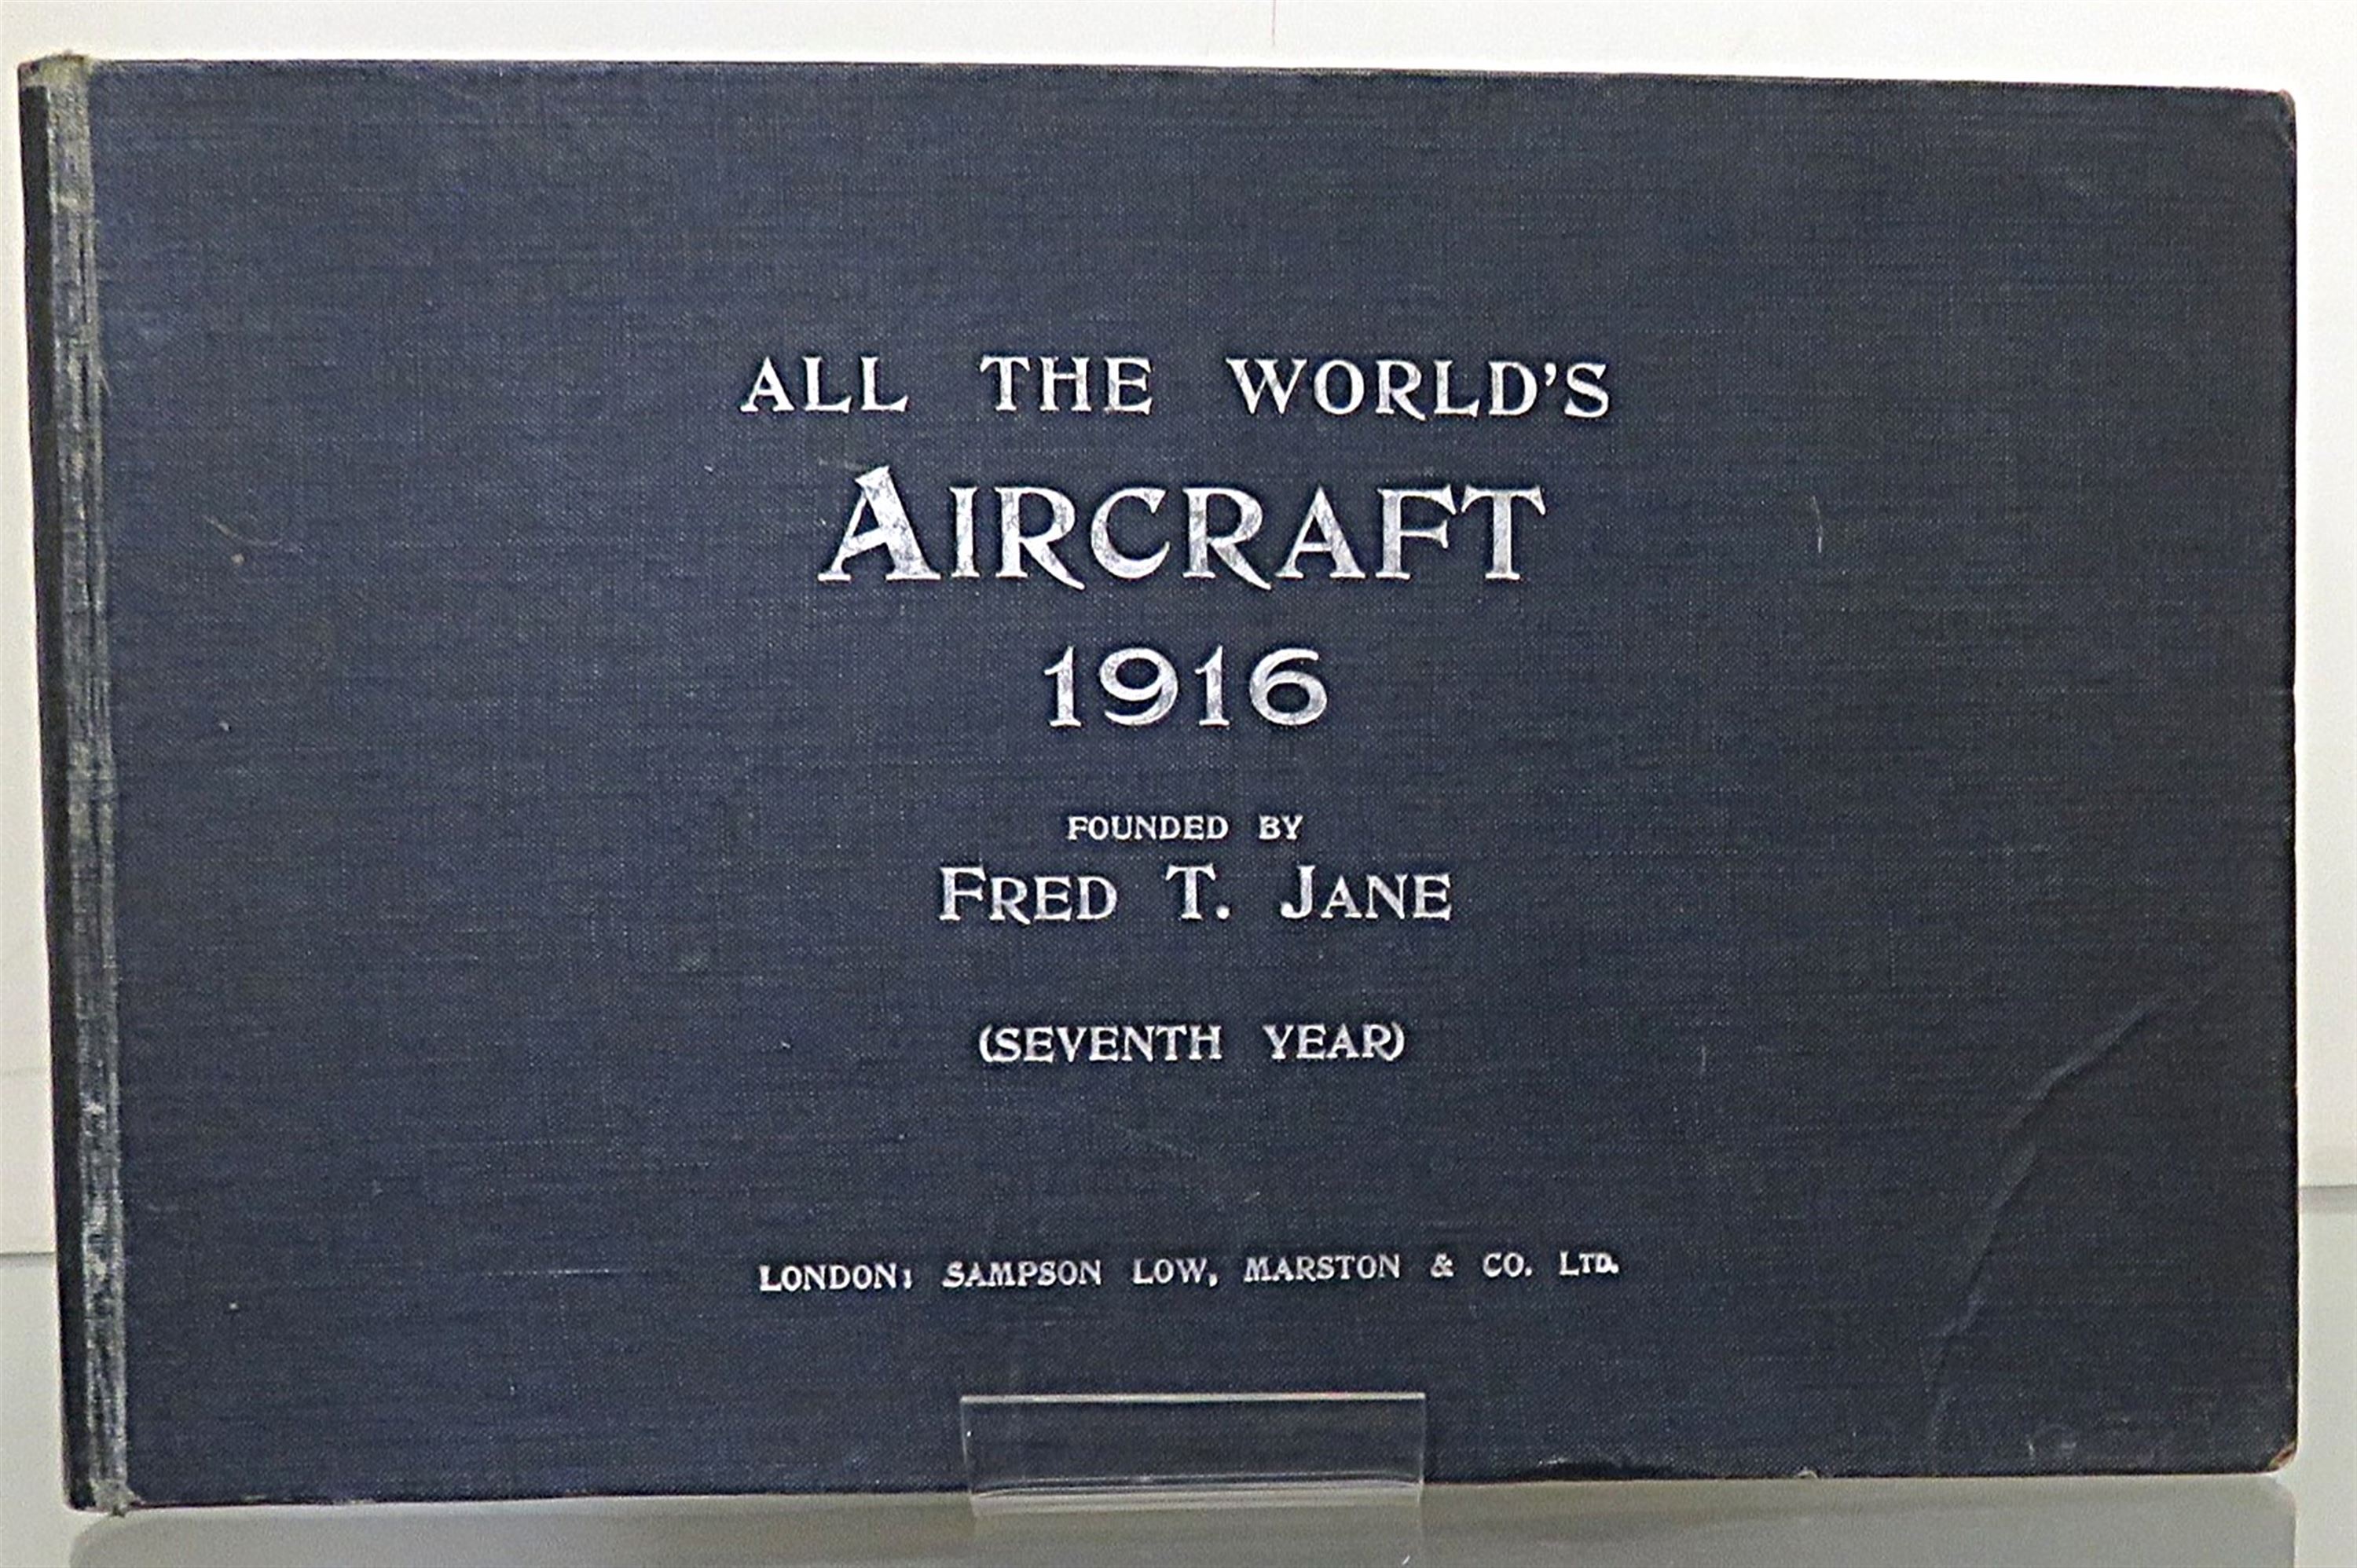 ALL THE WORLD'S
AIRCRAFT
1916
FOUNDED BY
FRED T. JANE
(SEVENTH YEAR)
LONDON: SAMPSON LOW, MARSTON & CO. LTD.